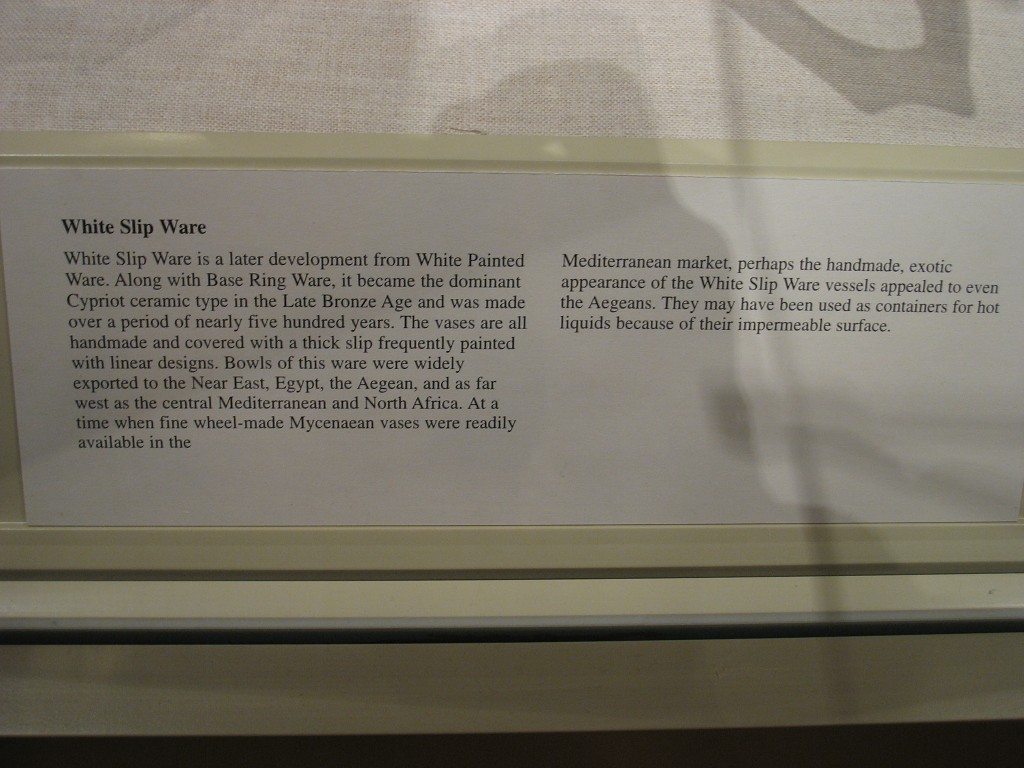 White Slip Ware
White Slip Ware is a later development from White Painted
Ware. Along with Base Ring Ware, it became the dominant
Cypriot ceramic type in the Late Bronze Age and was made
over a period of nearly five hundred years. The vases are all
handmade and covered with a thick slip frequently painted
with linear designs. Bowls of this ware were widely
exported to the Near East, Egypt, the Aegean, and as far
west as the central Mediterranean and North Africa. At a
time when fine wheel-made Mycenaean vases were readily
available in the
Mediterranean market, perhaps the handmade, exotic
appearance of the White Slip Ware vessels appealed to even
the Aegeans. They may have been used as containers for hot
liquids because of their impermeable surface.